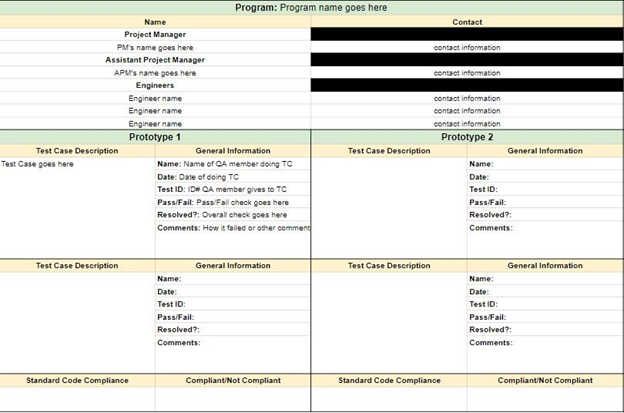 Program: Program name goes here
Name Contact
Project Manager
PM's name goes here contact information
Assistant Project Manager
APM's name goes here contact information
Engineers
Engineer name contact information
Engineer name contact information
Engineer name contact information
Prototype 1 Prototype 2
Test Case Description General Information Test Case Description General Information
Test Case goes here Name: Name of QA member doing TC Name:
Date: Date of doing TC Date:
Test ID: ID# QA member gives to TC Test ID:
Pass/Fail: Pass/Fail check goes here Pass/Fail:
Resolved?: Overall check goes here Resolved?:
Comments: How it failed or other comment Comments:
Test Case Description General Information Test Case Description General Information
Name: Name:
Date: Date:
Test ID: Test ID:
Pass/Fail: Pass/Fail:
Resolved?: Resolved?:
Comments: Comments:
Standard Code Compliance Compliant/Not Compliant Standard Code Compliance Compliant/Not Compliant